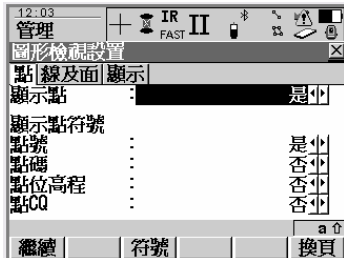 12:03
管理
IR
FAST
II
圖形檢視設置
點 線及面 顯示
顯示點 : 是
顯示點符號
點號 : 是
點碼 : 否
點位高程 : 否
點CQ : 否
a
繼續 符號 換頁